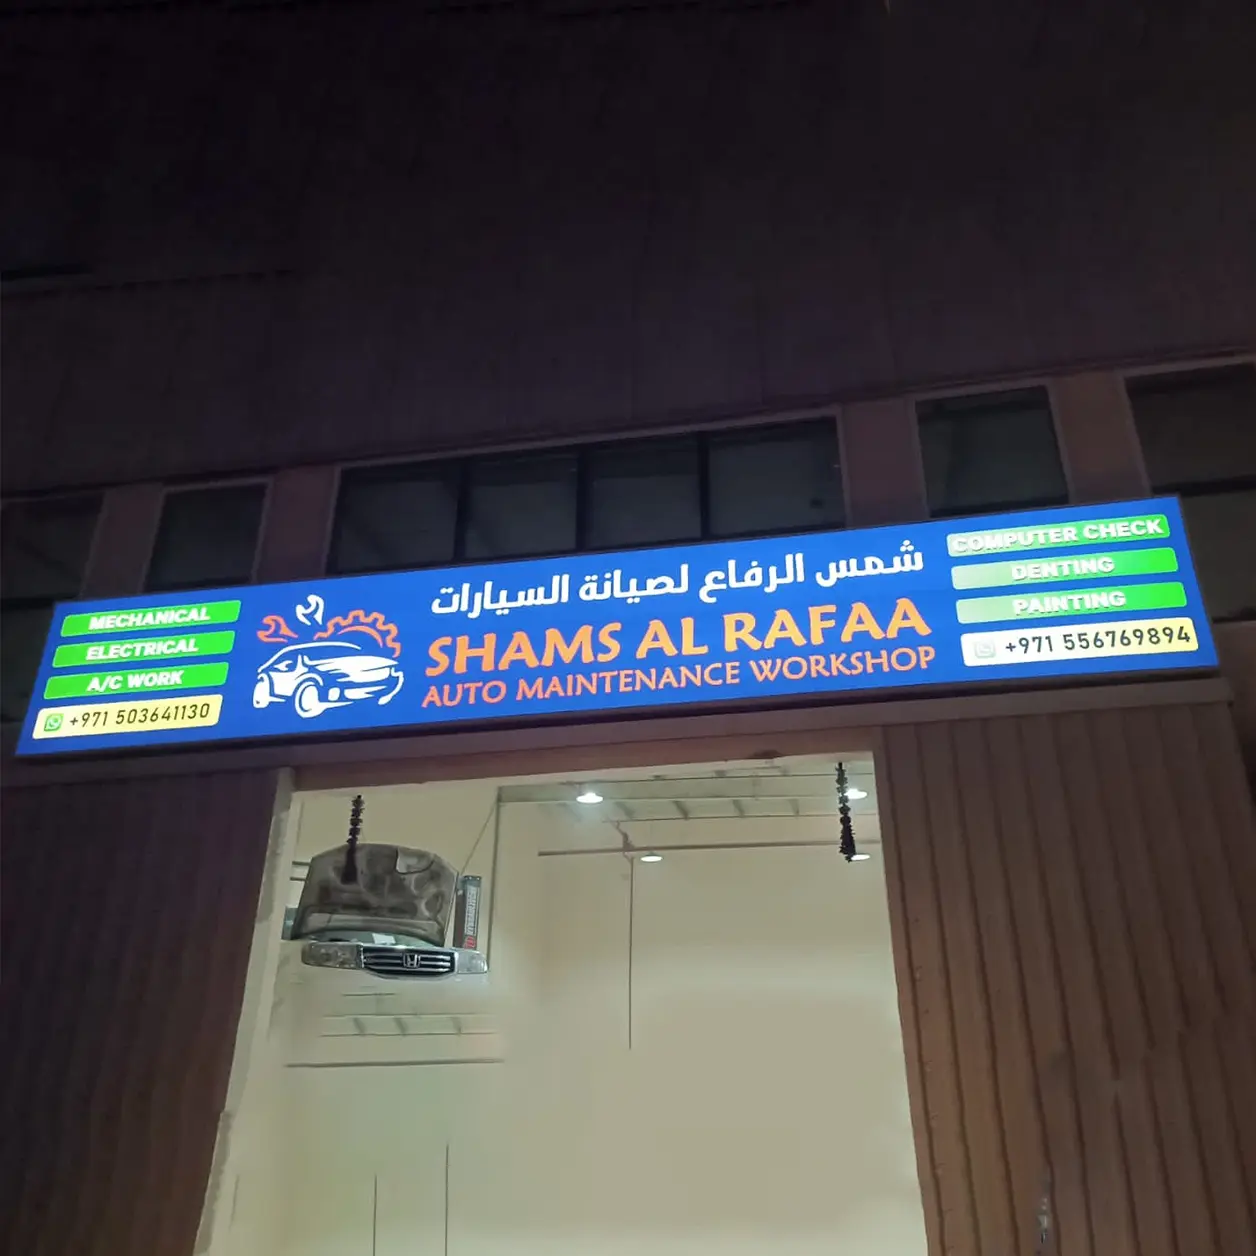 MECHANICAL
ELECTRICAL
A/C WORK
+971 503641130
شمس الرفاع لصيانة السيارات
SHAMS AL RAFAA
AUTO MAINTENANCE WORKSHOP
COMPUTER CHECK
DENTING
PAINTING
+971 556769894